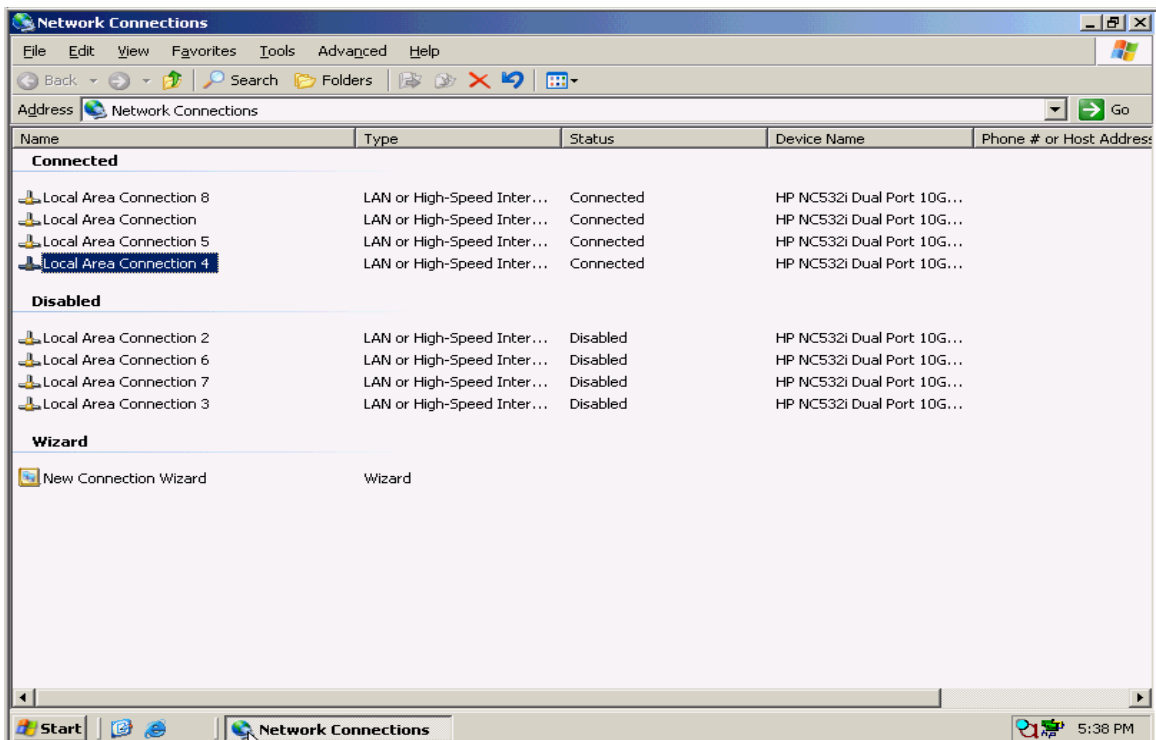 Network Connections
File Edit View Favorites Tools Advanced Help
Back Search Folders
Address Network Connections Go
Name Type Status Device Name Phone # or Host Address
Connected
Local Area Connection 8 LAN or High-Speed Inter... Connected HP NC532i Dual Port 10G...
Local Area Connection LAN or High-Speed Inter... Connected HP NC532i Dual Port 10G...
Local Area Connection 5 LAN or High-Speed Inter... Connected HP NC532i Dual Port 10G...
Local Area Connection 4 LAN or High-Speed Inter... Connected HP NC532i Dual Port 10G...
Disabled
Local Area Connection 2 LAN or High-Speed Inter... Disabled HP NC532i Dual Port 10G...
Local Area Connection 6 LAN or High-Speed Inter... Disabled HP NC532i Dual Port 10G...
Local Area Connection 7 LAN or High-Speed Inter... Disabled HP NC532i Dual Port 10G...
Local Area Connection 3 LAN or High-Speed Inter... Disabled HP NC532i Dual Port 10G...
Wizard
New Connection Wizard Wizard
Start Network Connections 5:38 PM